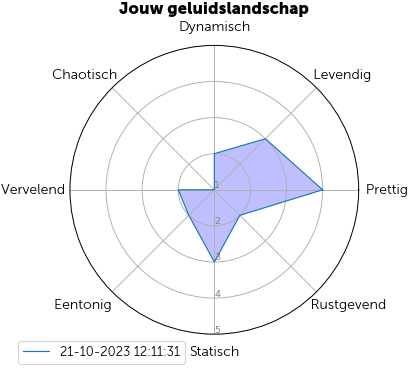 Jouw geluidslandschap
Dynamisch
Chaotisch
Levendig
Vervelend
1
Prettig
2
3
4
Eentonig
Rustgevend
5
21-10-2023 12:11:31
Statisch